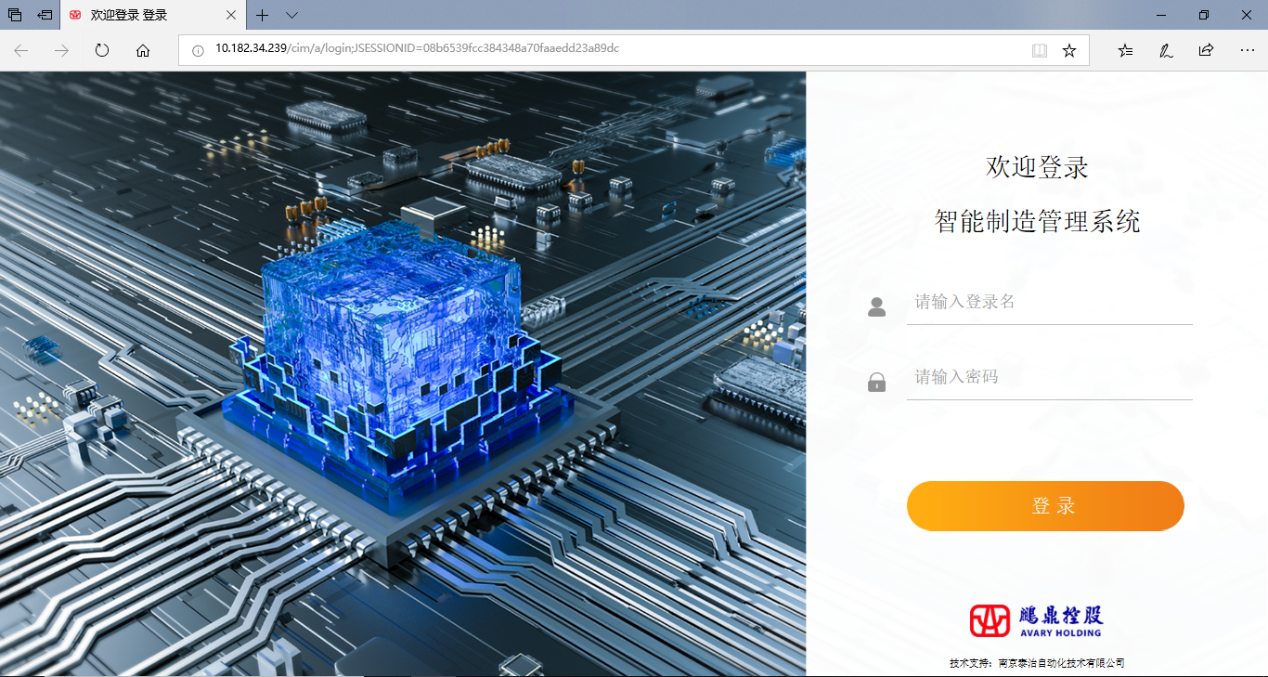 欢迎登录 登录
10.182.34.239/cim/a/login;JSESSIONID=08b6539fcc384348a70faaedd23a89dc
欢迎登录
智能制造管理系统
请输入登录名
请输入密码
登 录
鹏鼎控股
AVARY HOLDING
技术支持：南京泰治自动化技术有限公司